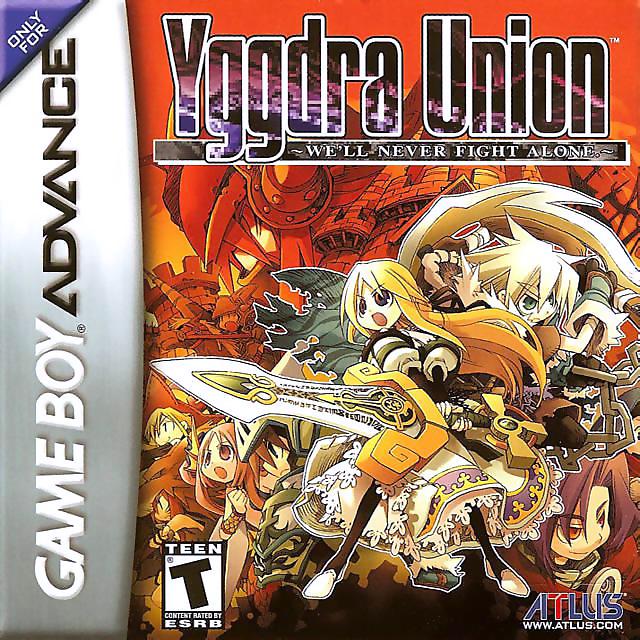 ONLY
FOR
GAME BOY ADVANCE
Yggdra Union™
~WE'LL NEVER FIGHT ALONE.~
TEEN
T
CONTENT RATED BY
ESRB
ATLUS
WWW.ATLUS.COM